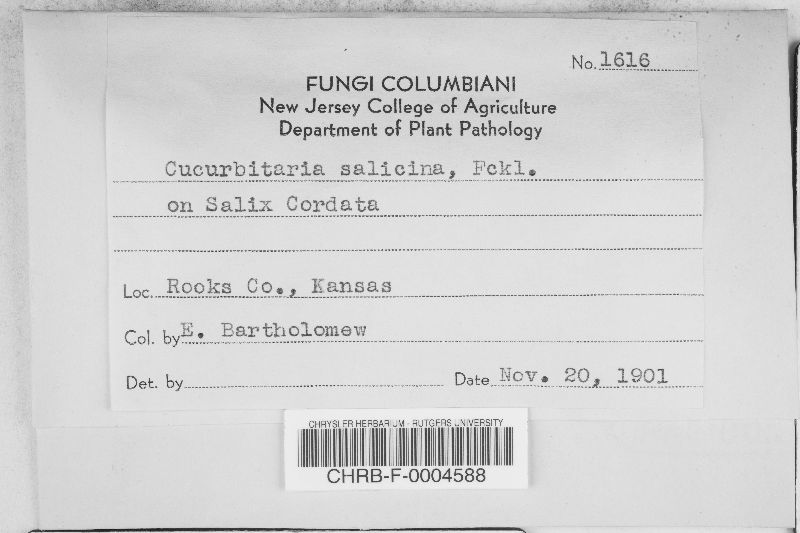 No. 1616
FUNGI COLUMBIANI
New Jersey College of Agriculture
Department of Plant Pathology
Cucurbitaria salicina, Fckl.
on Salix Cordata
Loc. Rooks Co., Kansas
Col. by E. Bartholomew
Det. by Date Nov. 20, 1901
CHRYSLER HERBARIUM - RUTGERS UNIVERSITY
CHRB-F-0004588